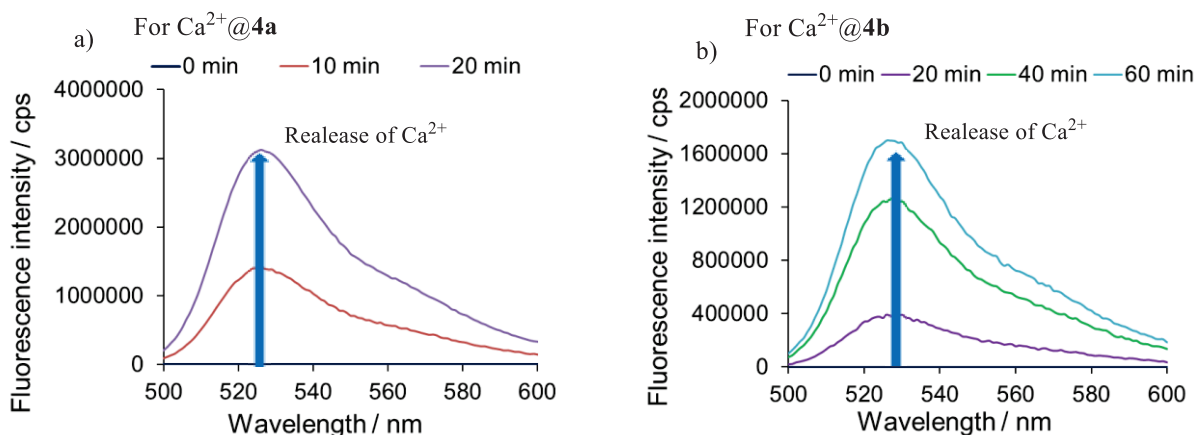 a)
For Ca²⁺@4a
0 min 10 min 20 min
4000000
3000000
2000000
1000000
0
Fluorescence intensity / cps
Realease of Ca²⁺
500 520 540 560 580 600
Wavelength / nm
b)
For Ca²⁺@4b
0 min 20 min 40 min 60 min
2000000
1600000
1200000
800000
400000
0
Fluorescence intensity / cps
Realease of Ca²⁺
500 520 540 560 580 600
Wavelength / nm